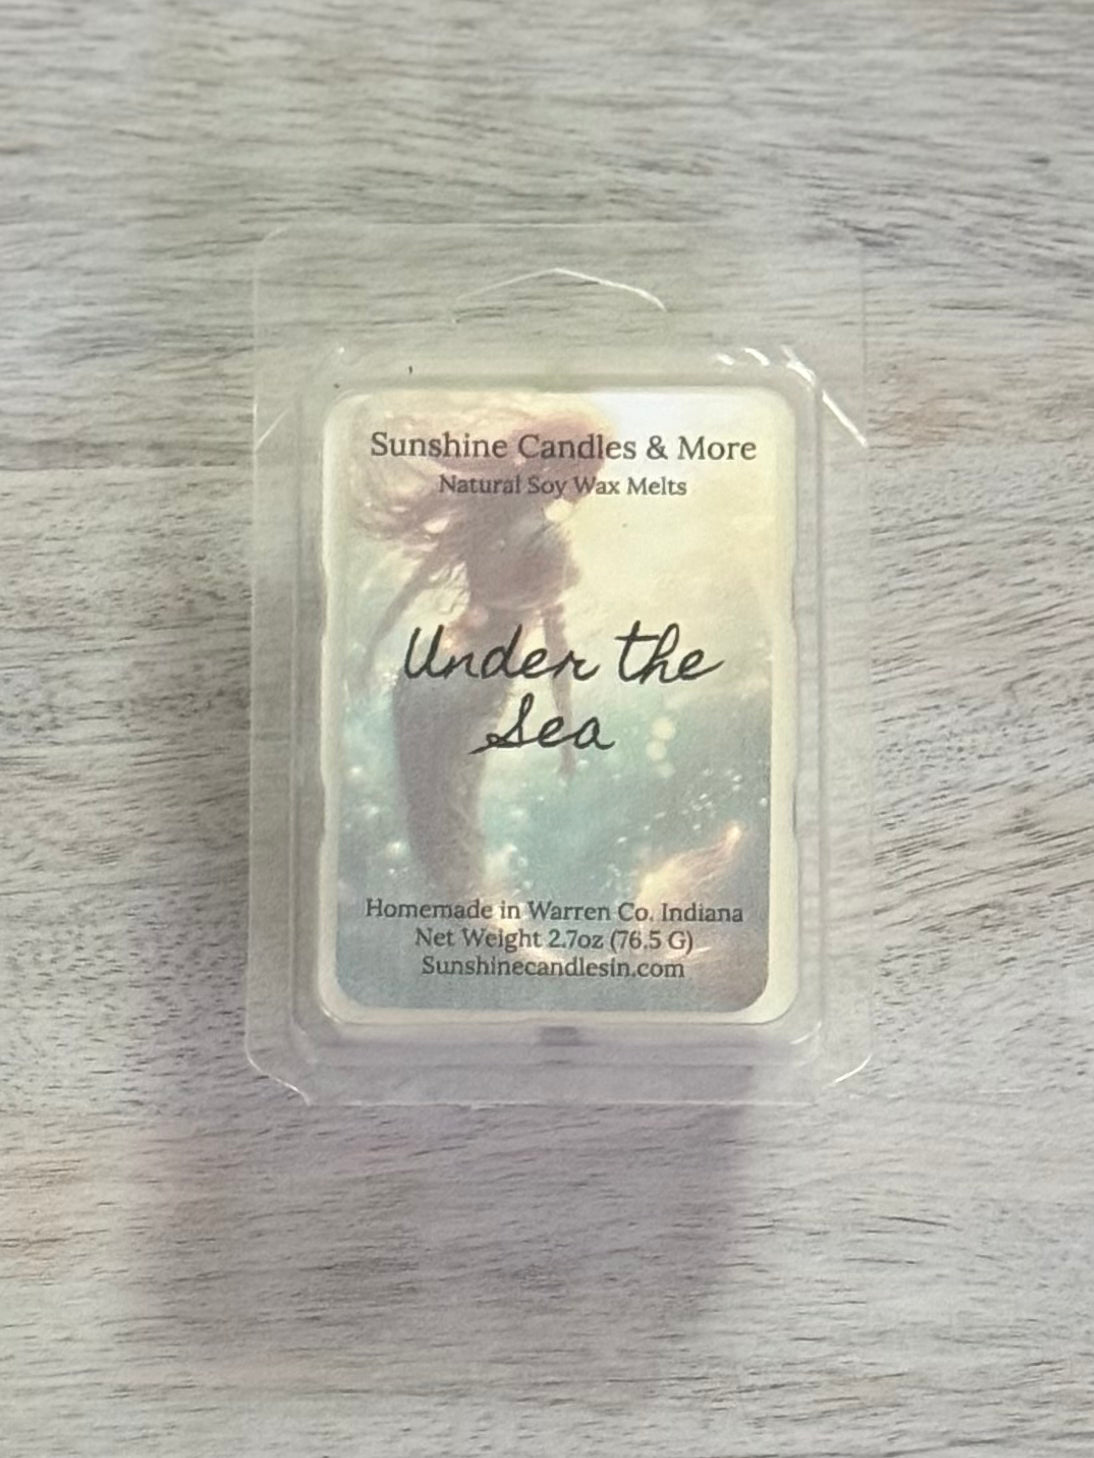 Sunshine Candles & More
Natural Soy Wax Melts
Under the
Sea
Homemade in Warren Co. Indiana
Net Weight 2.7oz (76.5 G)
Sunshinecandlesin.com